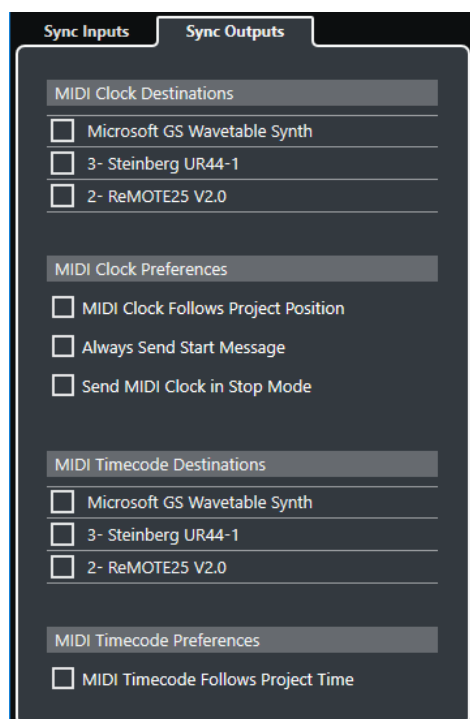 Sync Inputs Sync Outputs
MIDI Clock Destinations
Microsoft GS Wavetable Synth
3- Steinberg UR44-1
2- ReMOTE25 V2.0
MIDI Clock Preferences
MIDI Clock Follows Project Position
Always Send Start Message
Send MIDI Clock in Stop Mode
MIDI Timecode Destinations
Microsoft GS Wavetable Synth
3- Steinberg UR44-1
2- ReMOTE25 V2.0
MIDI Timecode Preferences
MIDI Timecode Follows Project Time